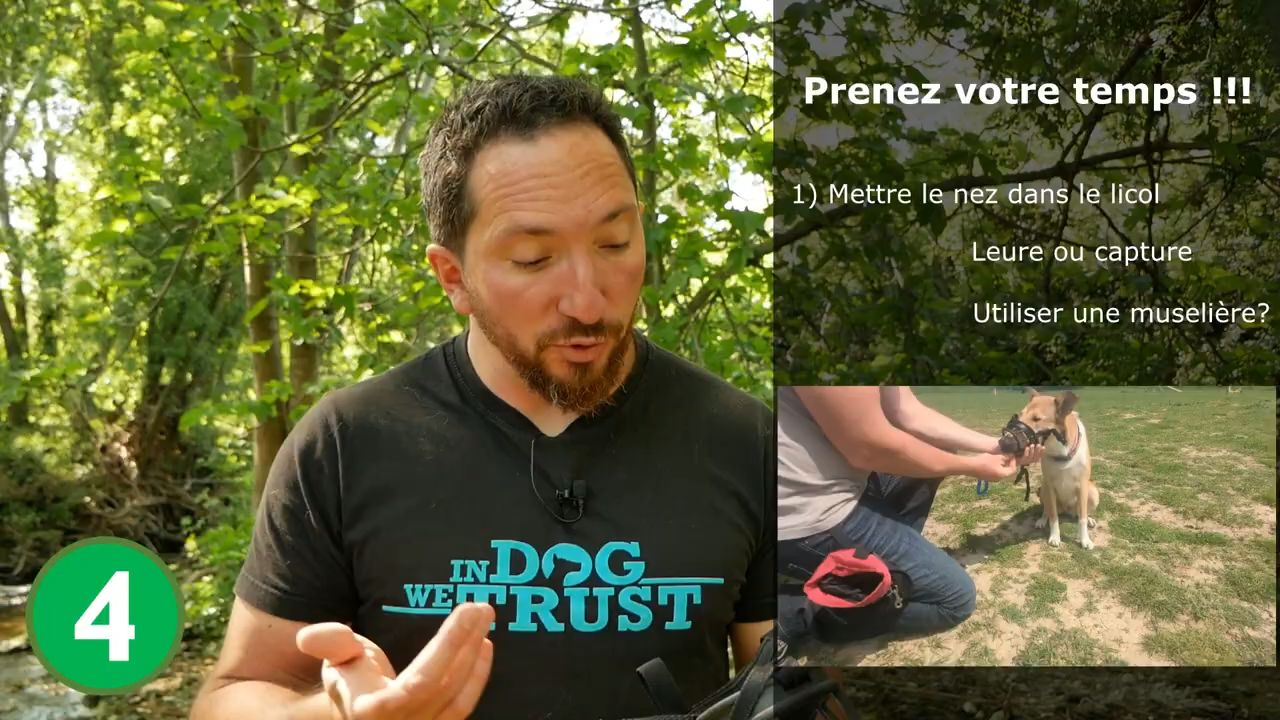 Prenez votre temps !!!
1) Mettre le nez dans le licol
Leure ou capture
Utiliser une muselière?
IN DOG
WE TRUST
4